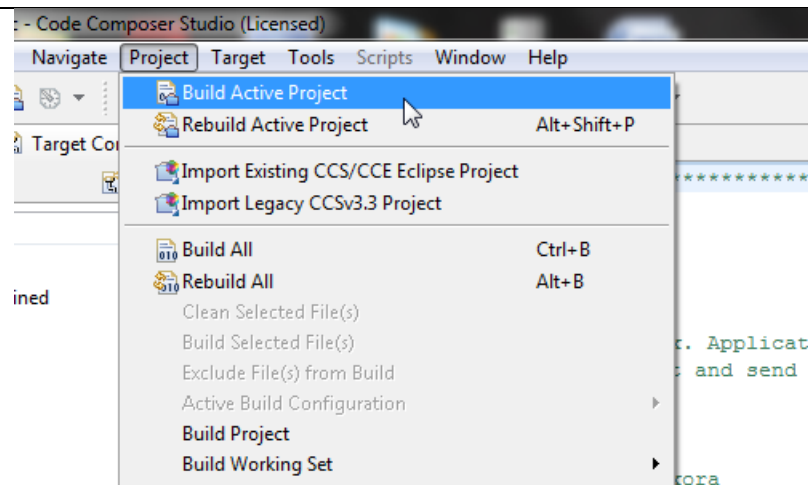 - Code Composer Studio (Licensed)
Navigate Project Target Tools Scripts Window Help
Build Active Project
Rebuild Active Project Alt+Shift+P
Target Co
Import Existing CCS/CCE Eclipse Project
***********
Import Legacy CCSv3.3 Project
Build All Ctrl+B
Rebuild All Alt+B
ined
Clean Selected File(s)
Build Selected File(s)
. Applicat
Exclude File(s) from Build
and send
Active Build Configuration
Build Project
Build Working Set
kora